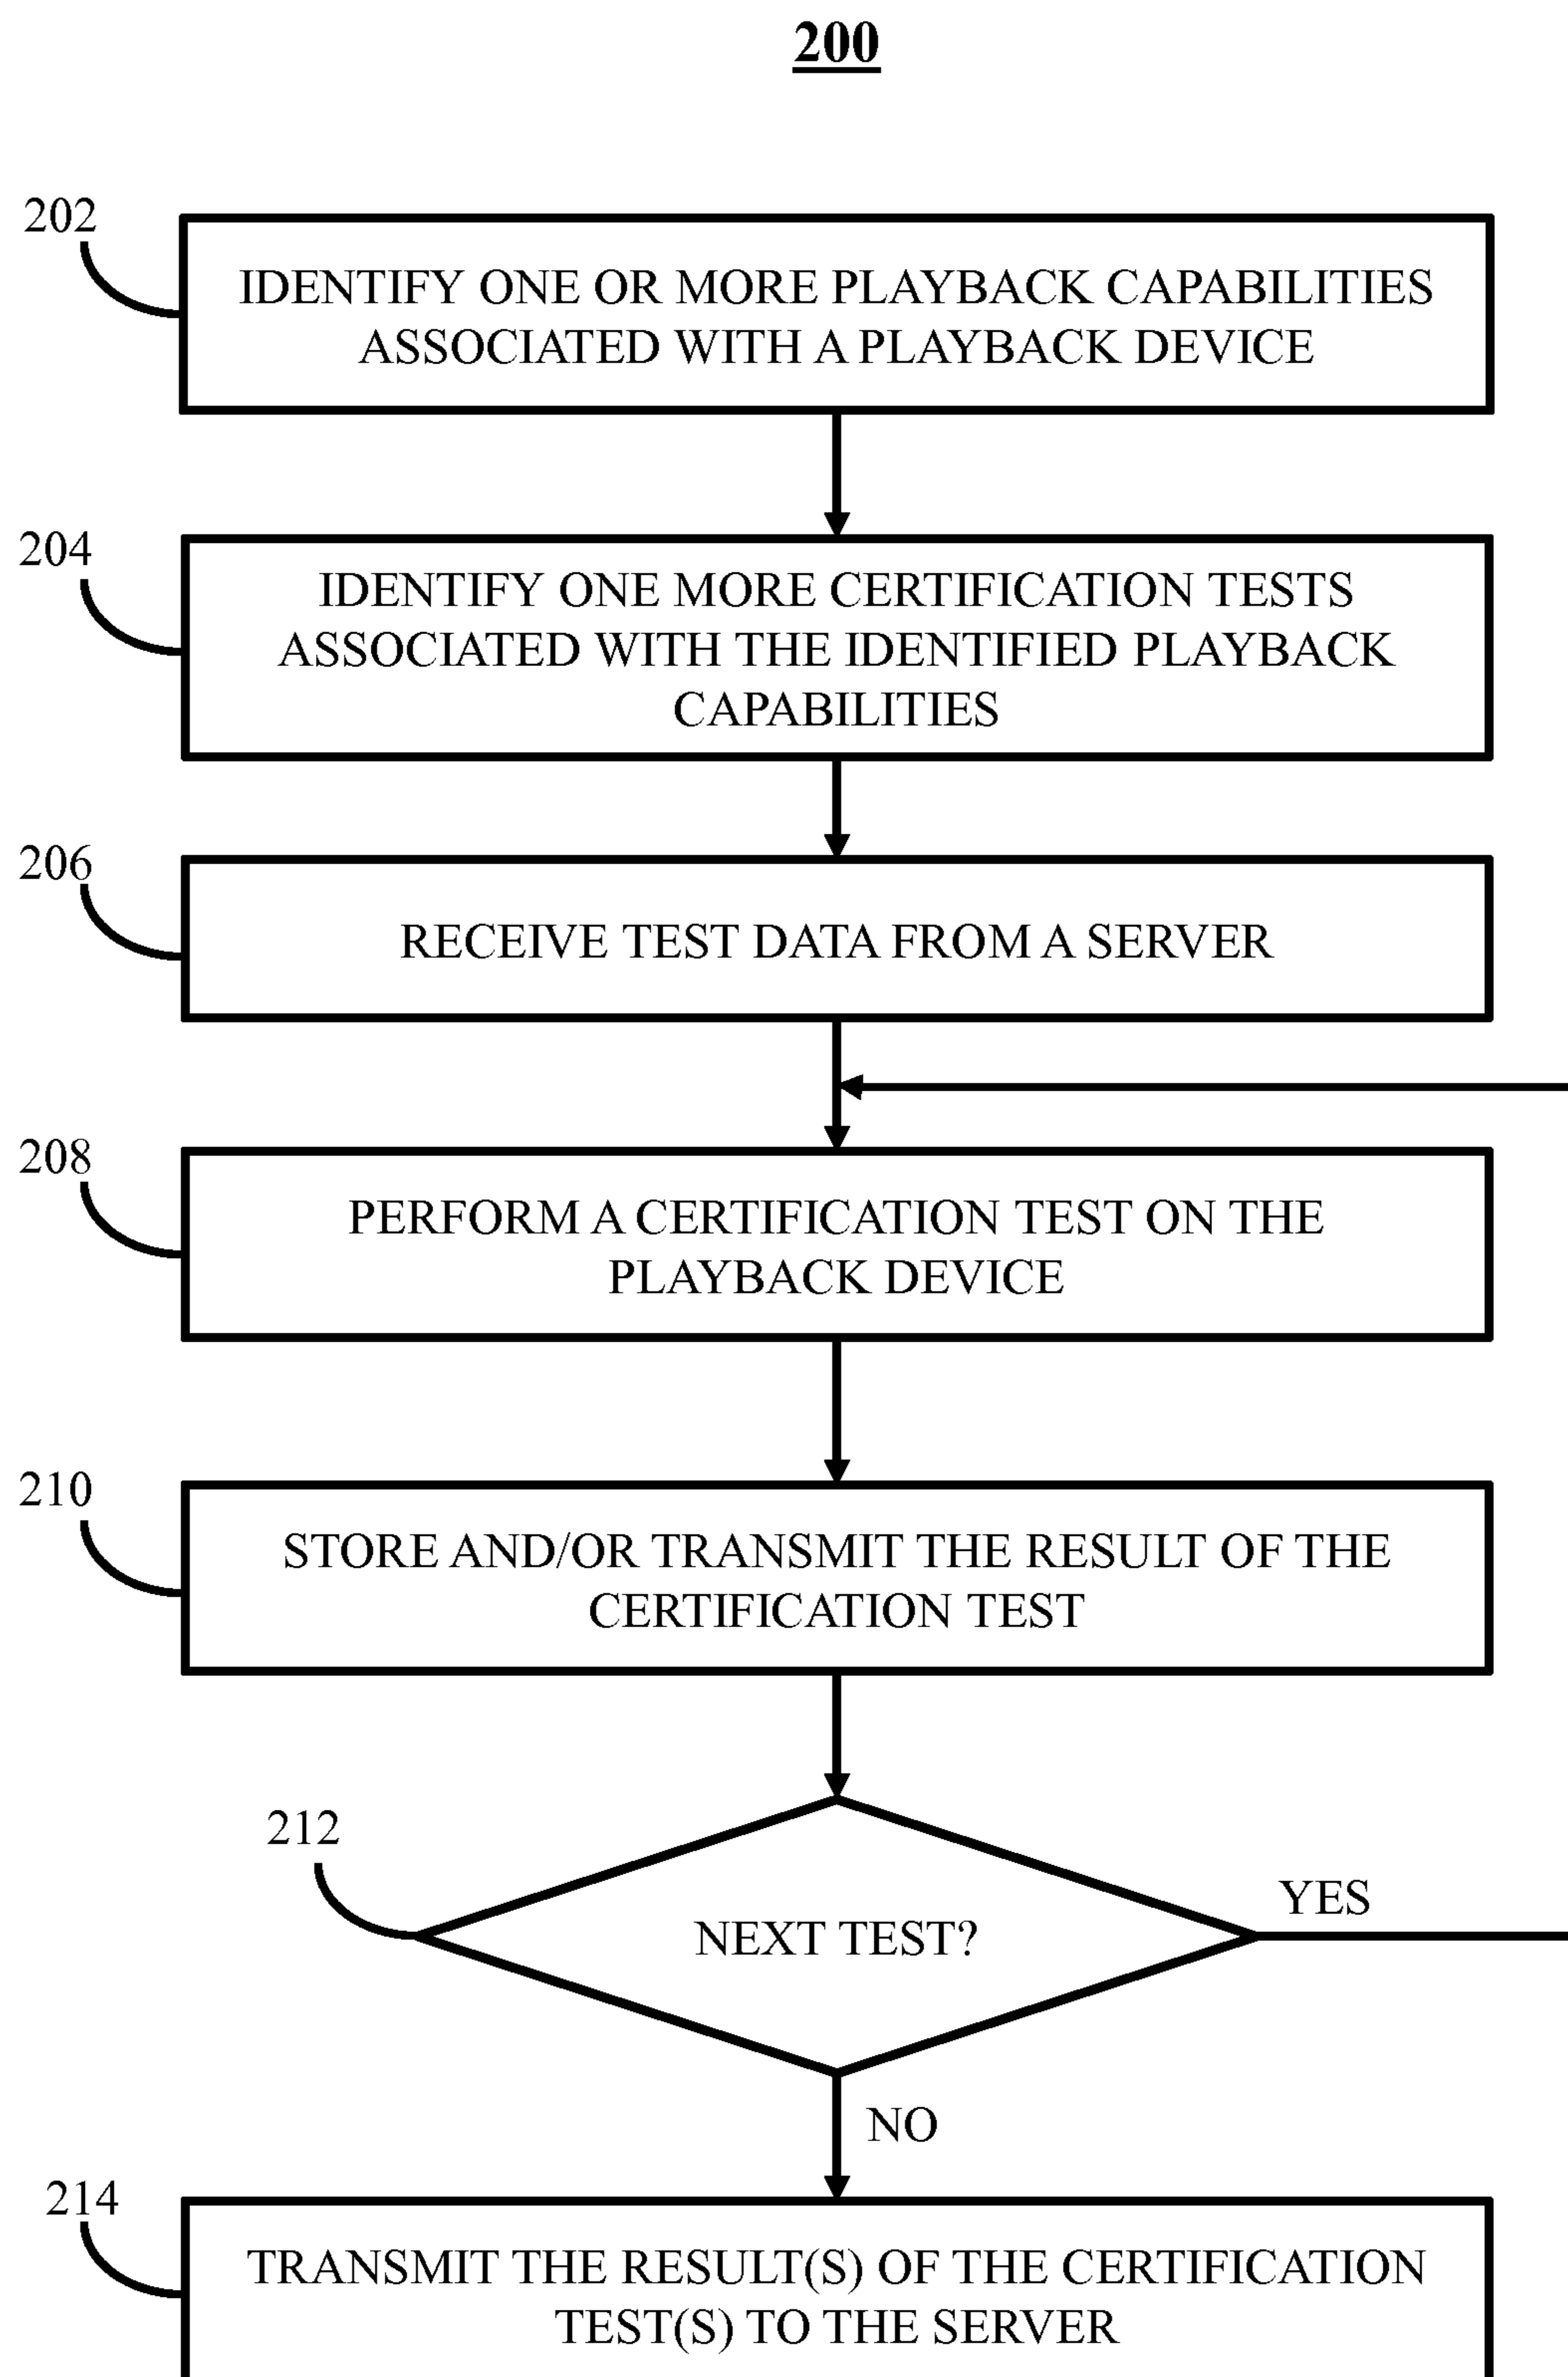 200
202
IDENTIFY ONE OR MORE PLAYBACK CAPABILITIES
ASSOCIATED WITH A PLAYBACK DEVICE
204
IDENTIFY ONE MORE CERTIFICATION TESTS
ASSOCIATED WITH THE IDENTIFIED PLAYBACK
CAPABILITIES
206
RECEIVE TEST DATA FROM A SERVER
208
PERFORM A CERTIFICATION TEST ON THE
PLAYBACK DEVICE
210
STORE AND/OR TRANSMIT THE RESULT OF THE
CERTIFICATION TEST
212
NEXT TEST?
YES
NO
214
TRANSMIT THE RESULT(S) OF THE CERTIFICATION
TEST(S) TO THE SERVER